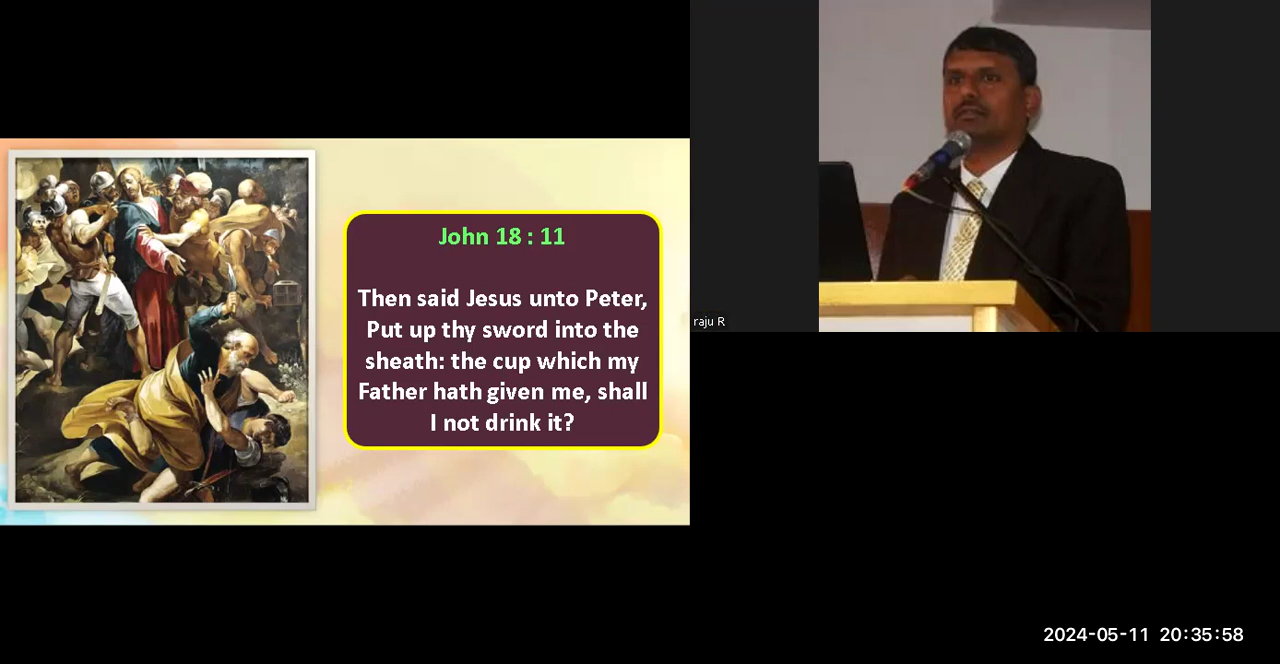 John 18 : 11
Then said Jesus unto Peter,
Put up thy sword into the
sheath: the cup which my
Father hath given me, shall
I not drink it?
raju R
2024-05-11 20:35:58